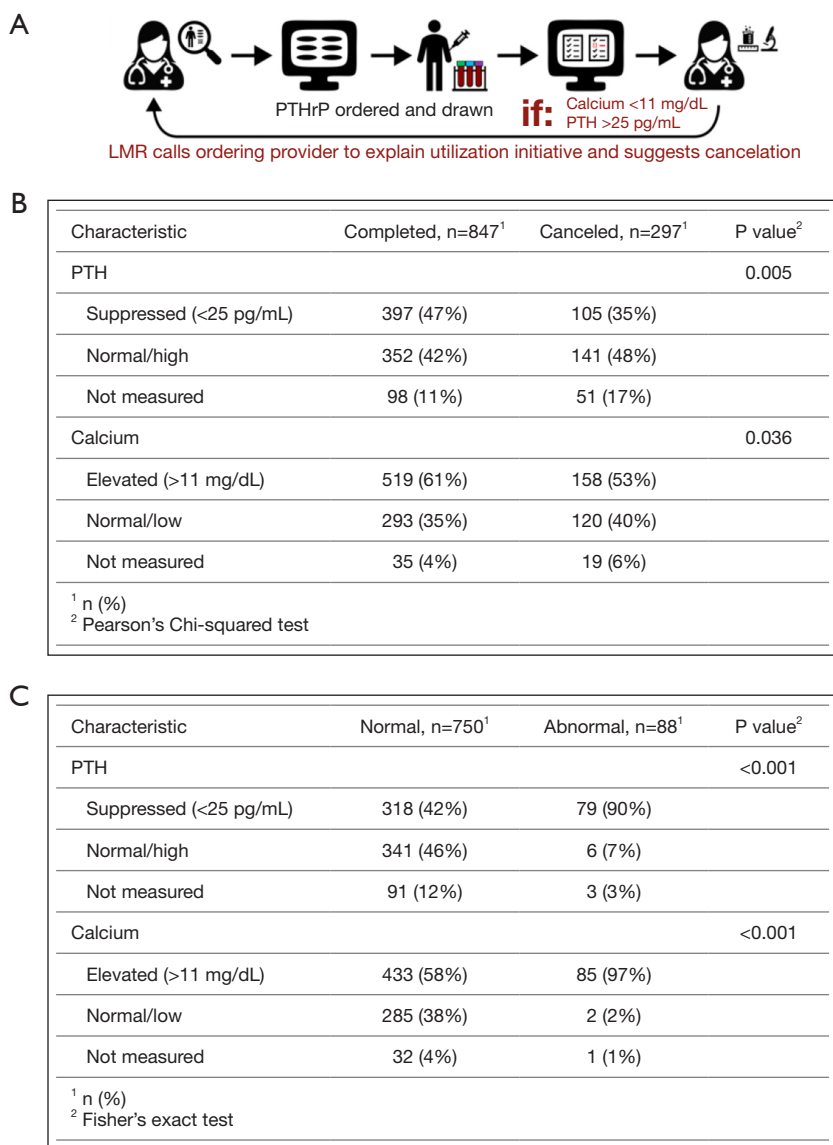 A
PTHrP ordered and drawn
if: Calcium <11 mg/dL
PTH >25 pg/mL
LMR calls ordering provider to explain utilization initiative and suggests cancelation
B
Characteristic Completed, n=847¹ Canceled, n=297¹ P value²
PTH 0.005
Suppressed (<25 pg/mL) 397 (47%) 105 (35%)
Normal/high 352 (42%) 141 (48%)
Not measured 98 (11%) 51 (17%)
Calcium 0.036
Elevated (>11 mg/dL) 519 (61%) 158 (53%)
Normal/low 293 (35%) 120 (40%)
Not measured 35 (4%) 19 (6%)
¹ n (%)
² Pearson's Chi-squared test
C
Characteristic Normal, n=750¹ Abnormal, n=88¹ P value²
PTH <0.001
Suppressed (<25 pg/mL) 318 (42%) 79 (90%)
Normal/high 341 (46%) 6 (7%)
Not measured 91 (12%) 3 (3%)
Calcium <0.001
Elevated (>11 mg/dL) 433 (58%) 85 (97%)
Normal/low 285 (38%) 2 (2%)
Not measured 32 (4%) 1 (1%)
¹ n (%)
² Fisher's exact test